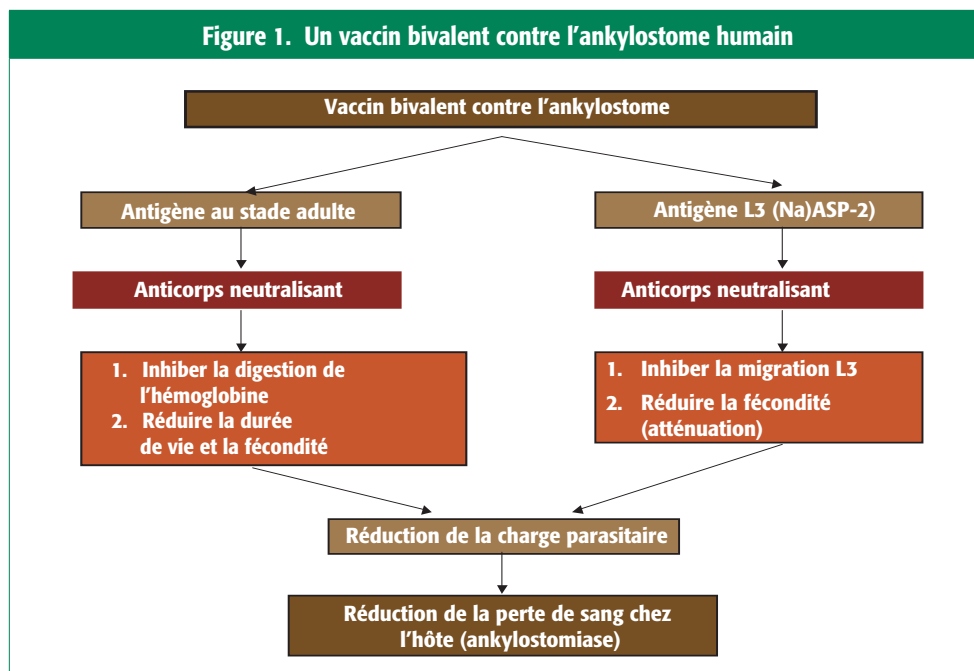 Figure 1. Un vaccin bivalent contre l'ankylostome humain
Vaccin bivalent contre l'ankylostome
Antigène au stade adulte
Antigène L3 (Na)ASP-2)
Anticorps neutralisant
Anticorps neutralisant
1. Inhiber la digestion de
l'hémoglobine
2. Réduire la durée
de vie et la fécondité
1. Inhiber la migration L3
2. Réduire la fécondité
(atténuation)
Réduction de la charge parasitaire
Réduction de la perte de sang chez
l'hôte (ankylostomiase)